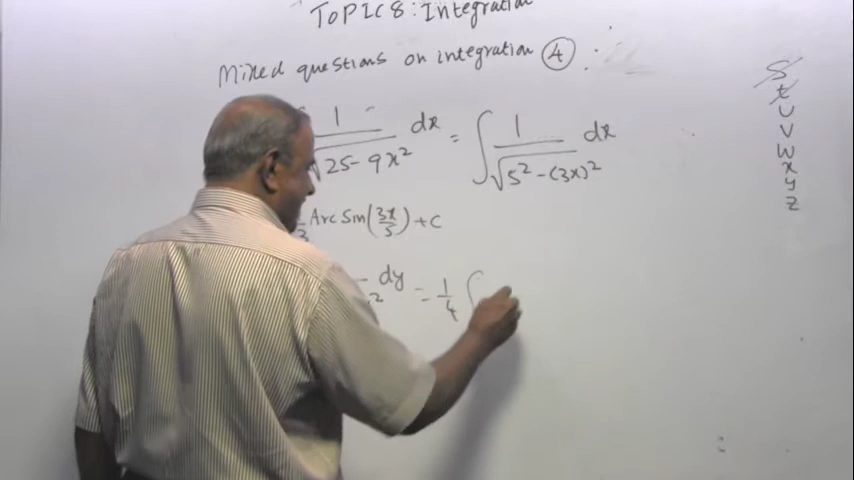 TOPIC 8: Integration
Mixed questions on integration 4
1/√25-9x² dx = ∫ 1/√5²-(3x)² dx
Arc Sin(3x/5) + c
dy = 1/4 ∫
S
t
U
V
W
x
y
z